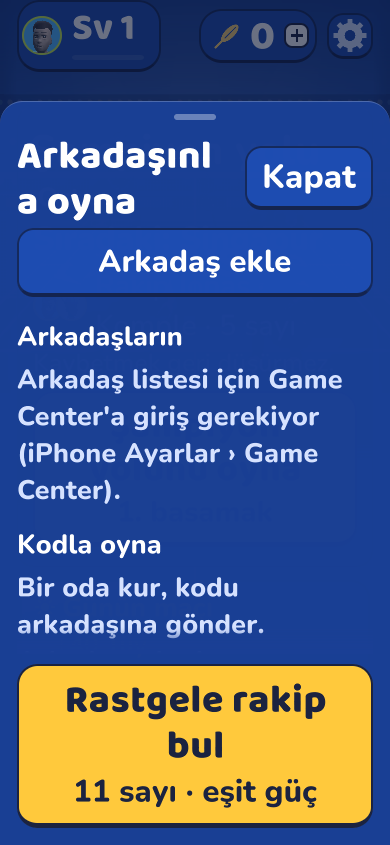 Sv 1
0
Arkadaşınl
a oyna
Kapat
Arkadaş ekle
Arkadaşların
Arkadaş listesi için Game
Center'a giriş gerekiyor
(iPhone Ayarlar › Game
Center).
Kodla oyna
Bir oda kur, kodu
arkadaşına gönder.
Rastgele rakip
bul
11 sayı · eşit güç